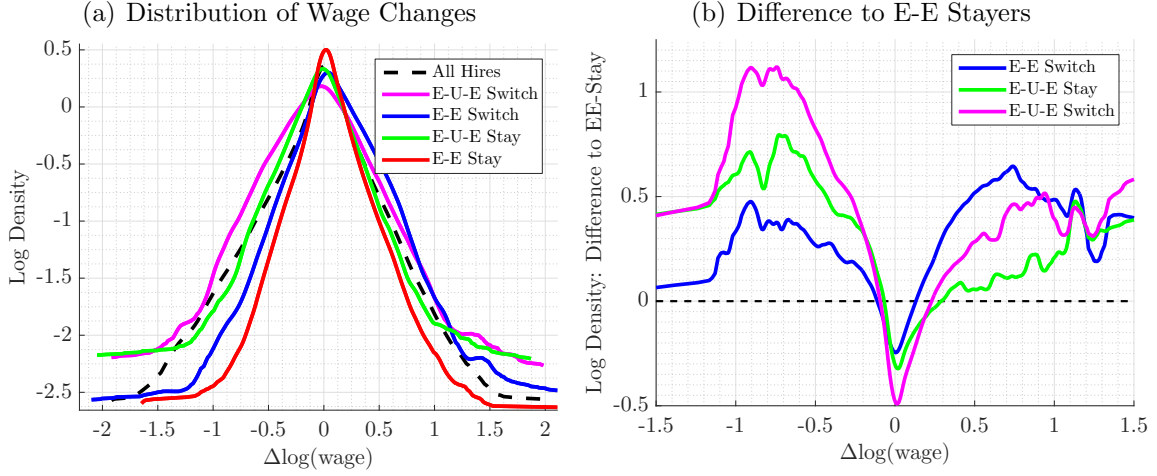 (a) Distribution of Wage Changes
0.5
0
-0.5
-1
-1.5
-2
-2.5
-2
-1.5
-1
-0.5
0
0.5
1
1.5
2
Log Density
Δlog(wage)
All Hires
E-U-E Switch
E-E Switch
E-U-E Stay
E-E Stay
(b) Difference to E-E Stayers
1
0.5
0
-0.5
-1.5
-1
-0.5
0
0.5
1
1.5
Log Density: Difference to EE-Stay
Δlog(wage)
E-E Switch
E-U-E Stay
E-U-E Switch